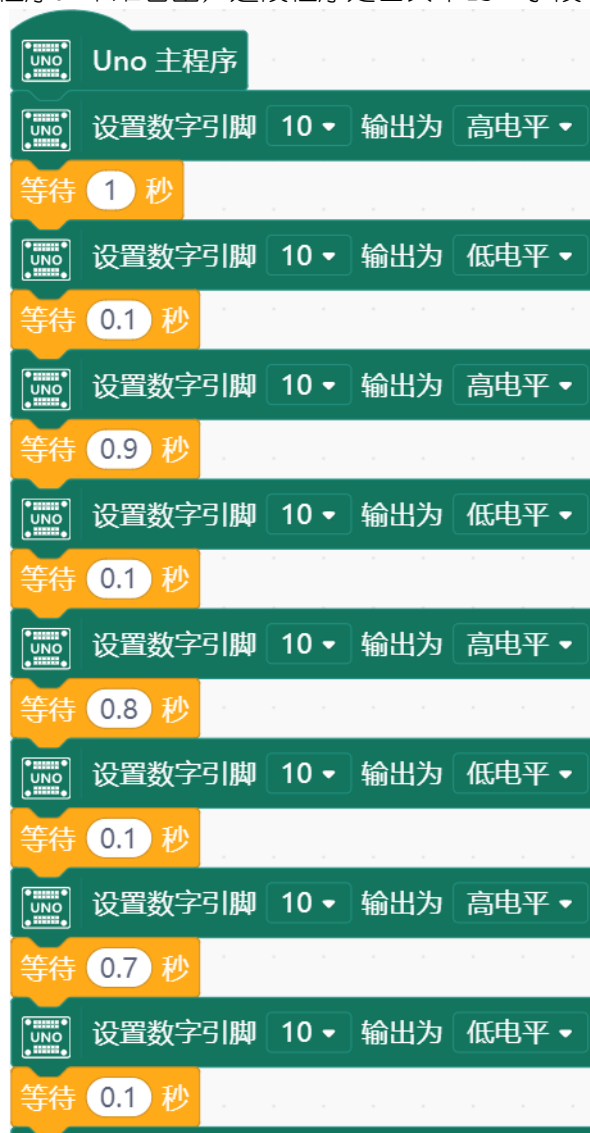 UNO Uno 主程序
UNO 设置数字引脚 10 输出为 高电平
等待 1 秒
UNO 设置数字引脚 10 输出为 低电平
等待 0.1 秒
UNO 设置数字引脚 10 输出为 高电平
等待 0.9 秒
UNO 设置数字引脚 10 输出为 低电平
等待 0.1 秒
UNO 设置数字引脚 10 输出为 高电平
等待 0.8 秒
UNO 设置数字引脚 10 输出为 低电平
等待 0.1 秒
UNO 设置数字引脚 10 输出为 高电平
等待 0.7 秒
UNO 设置数字引脚 10 输出为 低电平
等待 0.1 秒